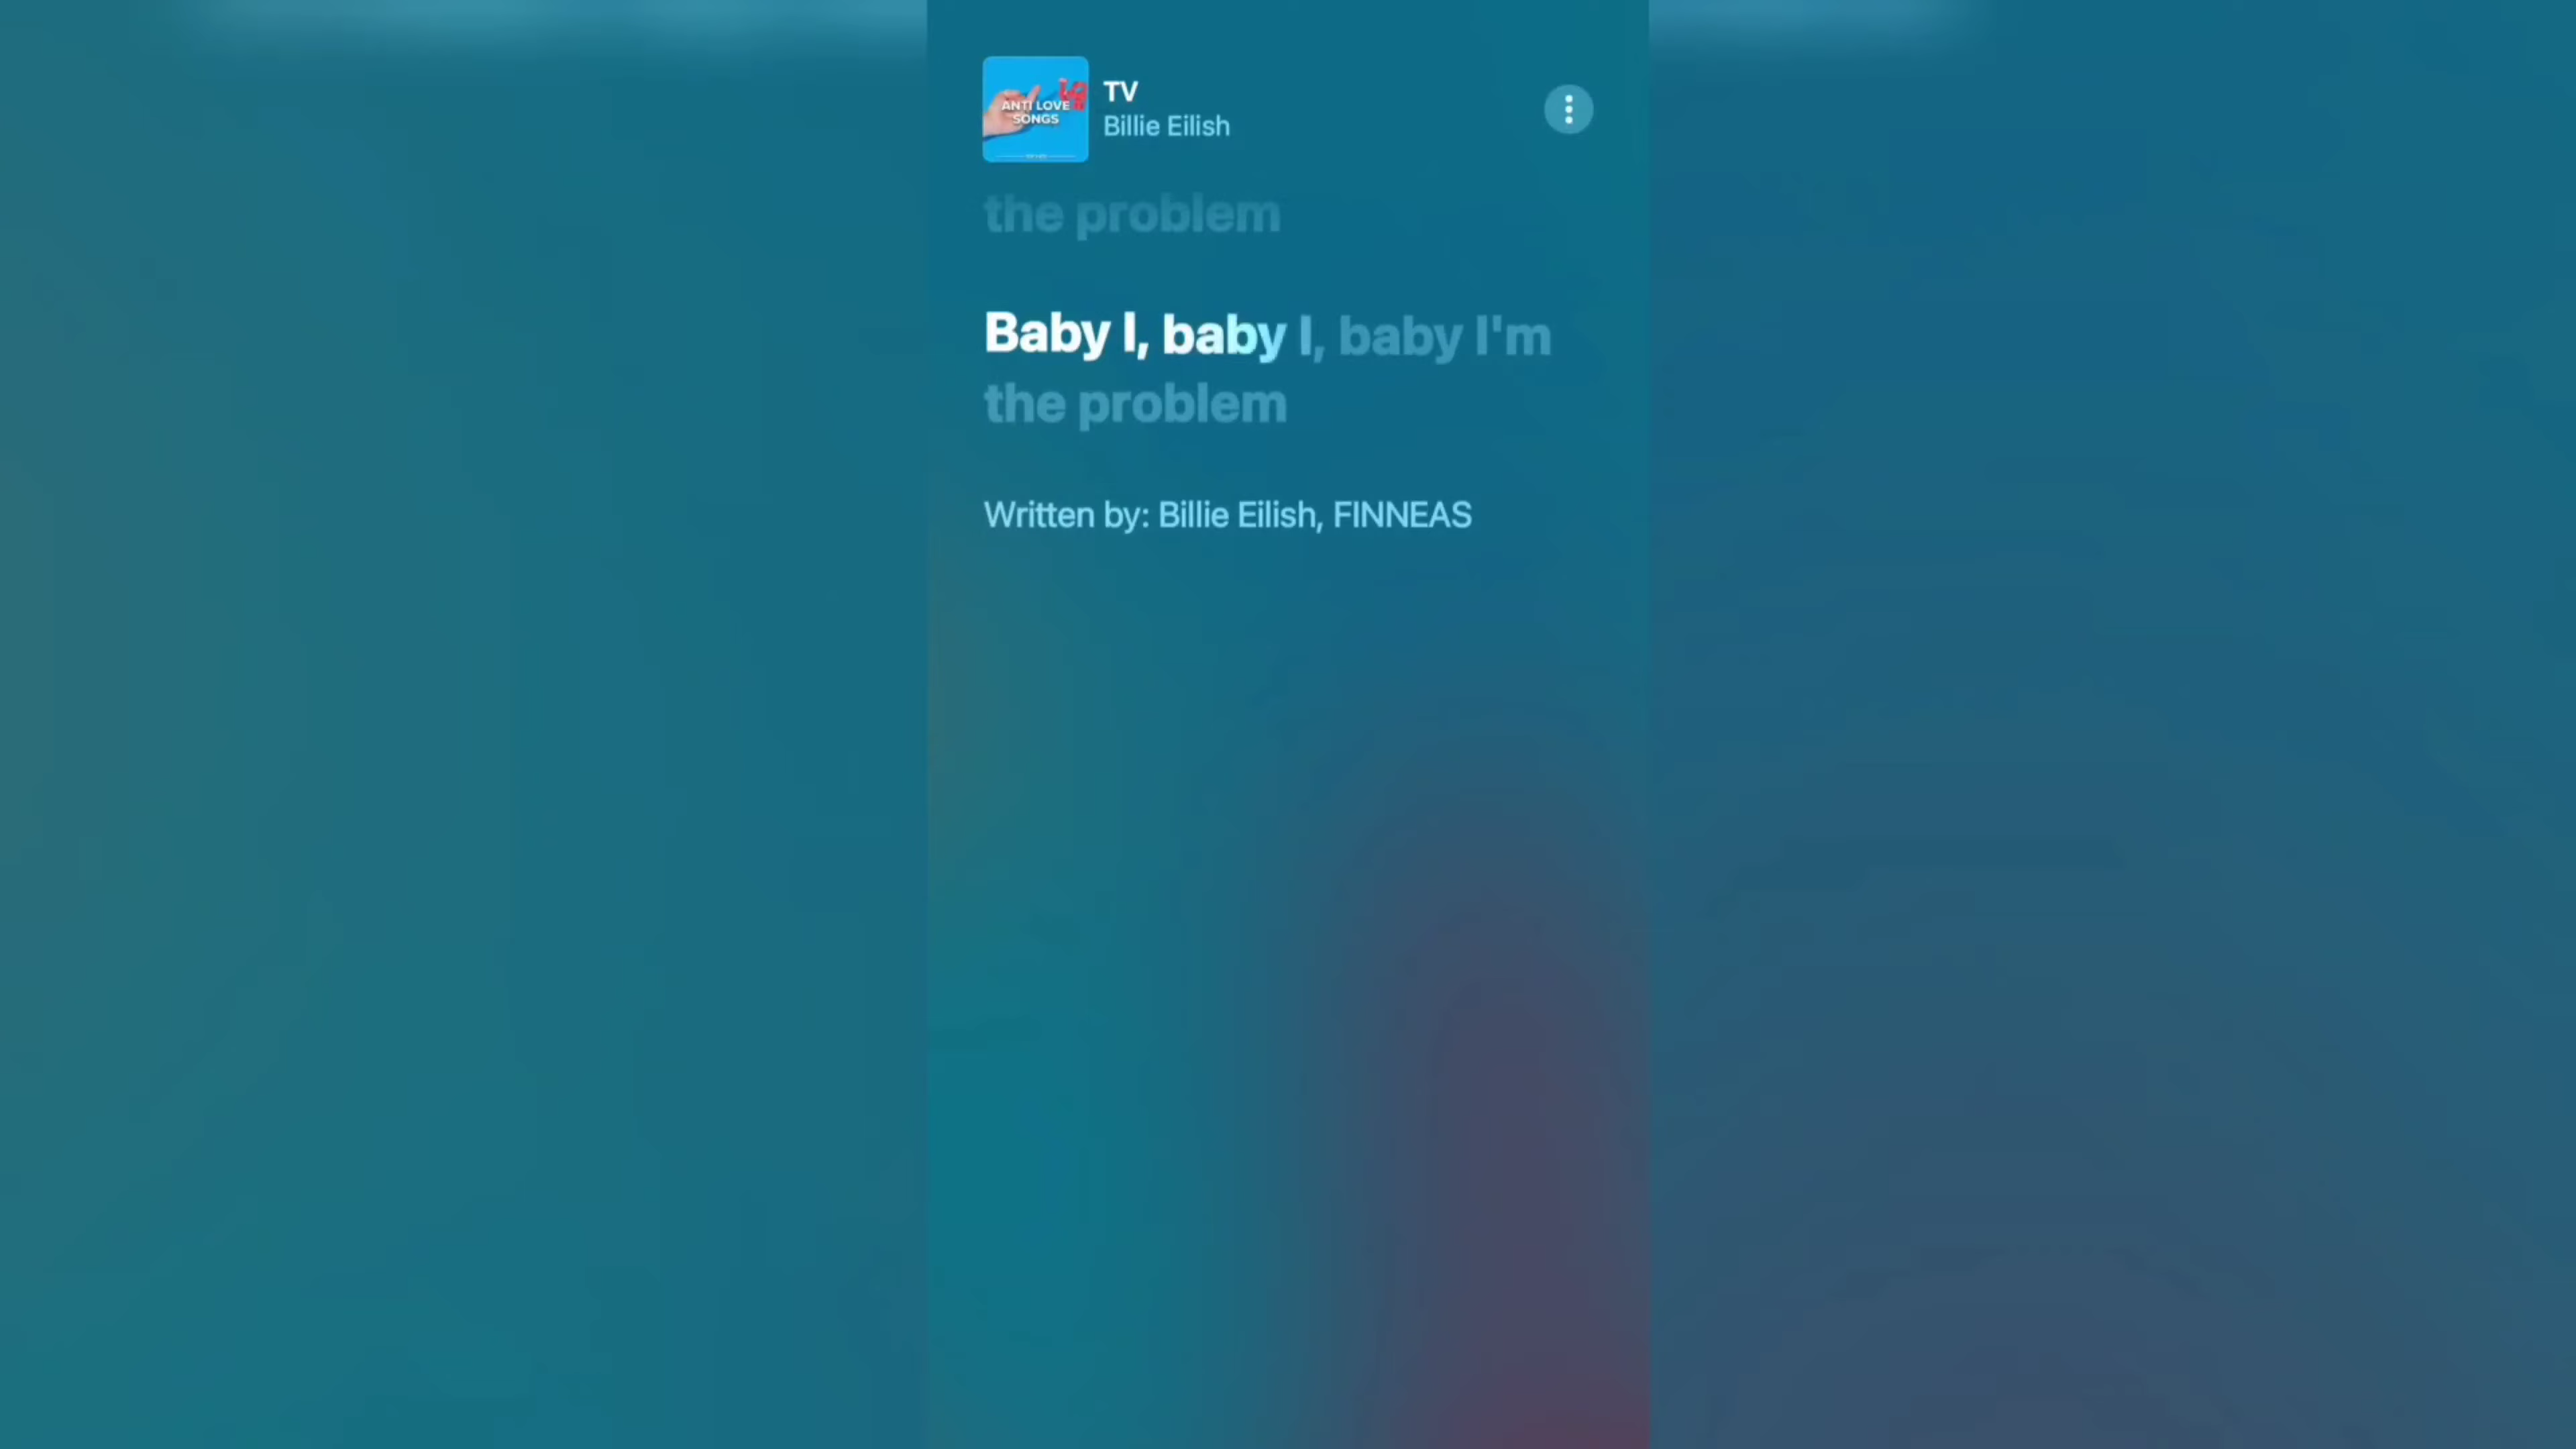 ANTI LOVE
SONGS
TV
Billie Eilish
the problem
Baby I, baby I, baby I'm
the problem
Written by: Billie Eilish, FINNEAS